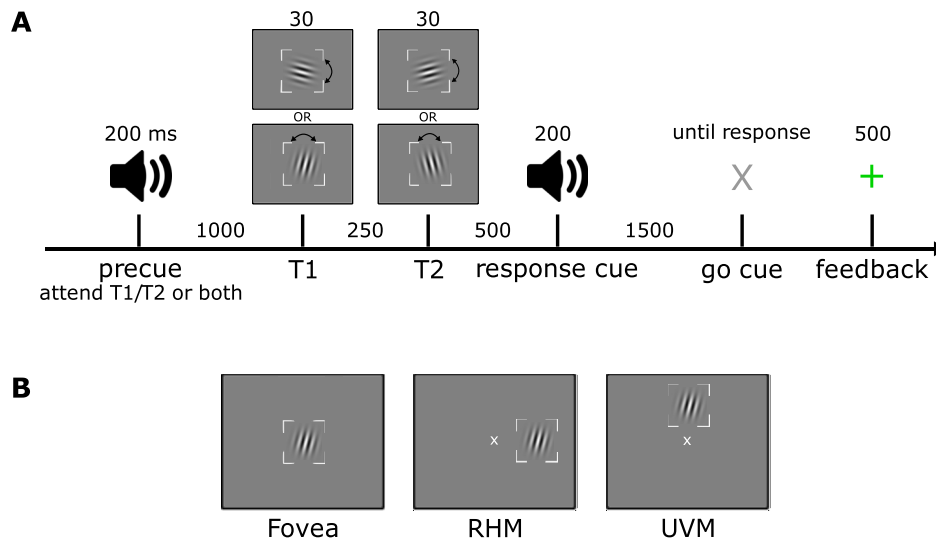 A
30 30
200 ms OR OR 200 until response 500
X
1000 250 500 1500
precue T1 T2 response cue go cue feedback
attend T1/T2 or both
B
x x
Fovea RHM UVM